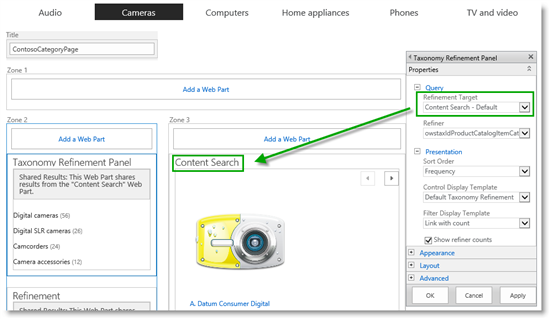 Audio
Cameras
Computers
Home appliances
Phones
TV and video
Title
ContosoCategoryPage
Zone 1
Add a Web Part
Zone 2
Add a Web Part
Taxonomy Refinement Panel
Shared Results: This Web Part shares
results from the "Content Search" Web
Part.
Digital cameras (56)
Digital SLR cameras (26)
Camcorders (24)
Camera accessories (12)
Refinement
Shared Results: This Web Part shares
Zone 3
Add a Web Part
Content Search
A. Datum Consumer Digital
Taxonomy Refinement Panel
Properties
Query
Refinement Target
Content Search - Default
Refiner
owstaxIdProductCatalogItemCat
Presentation
Sort Order
Frequency
Control Display Template
Default Taxonomy Refinement
Filter Display Template
Link with count
Show refiner counts
Appearance
Layout
Advanced
OK
Cancel
Apply